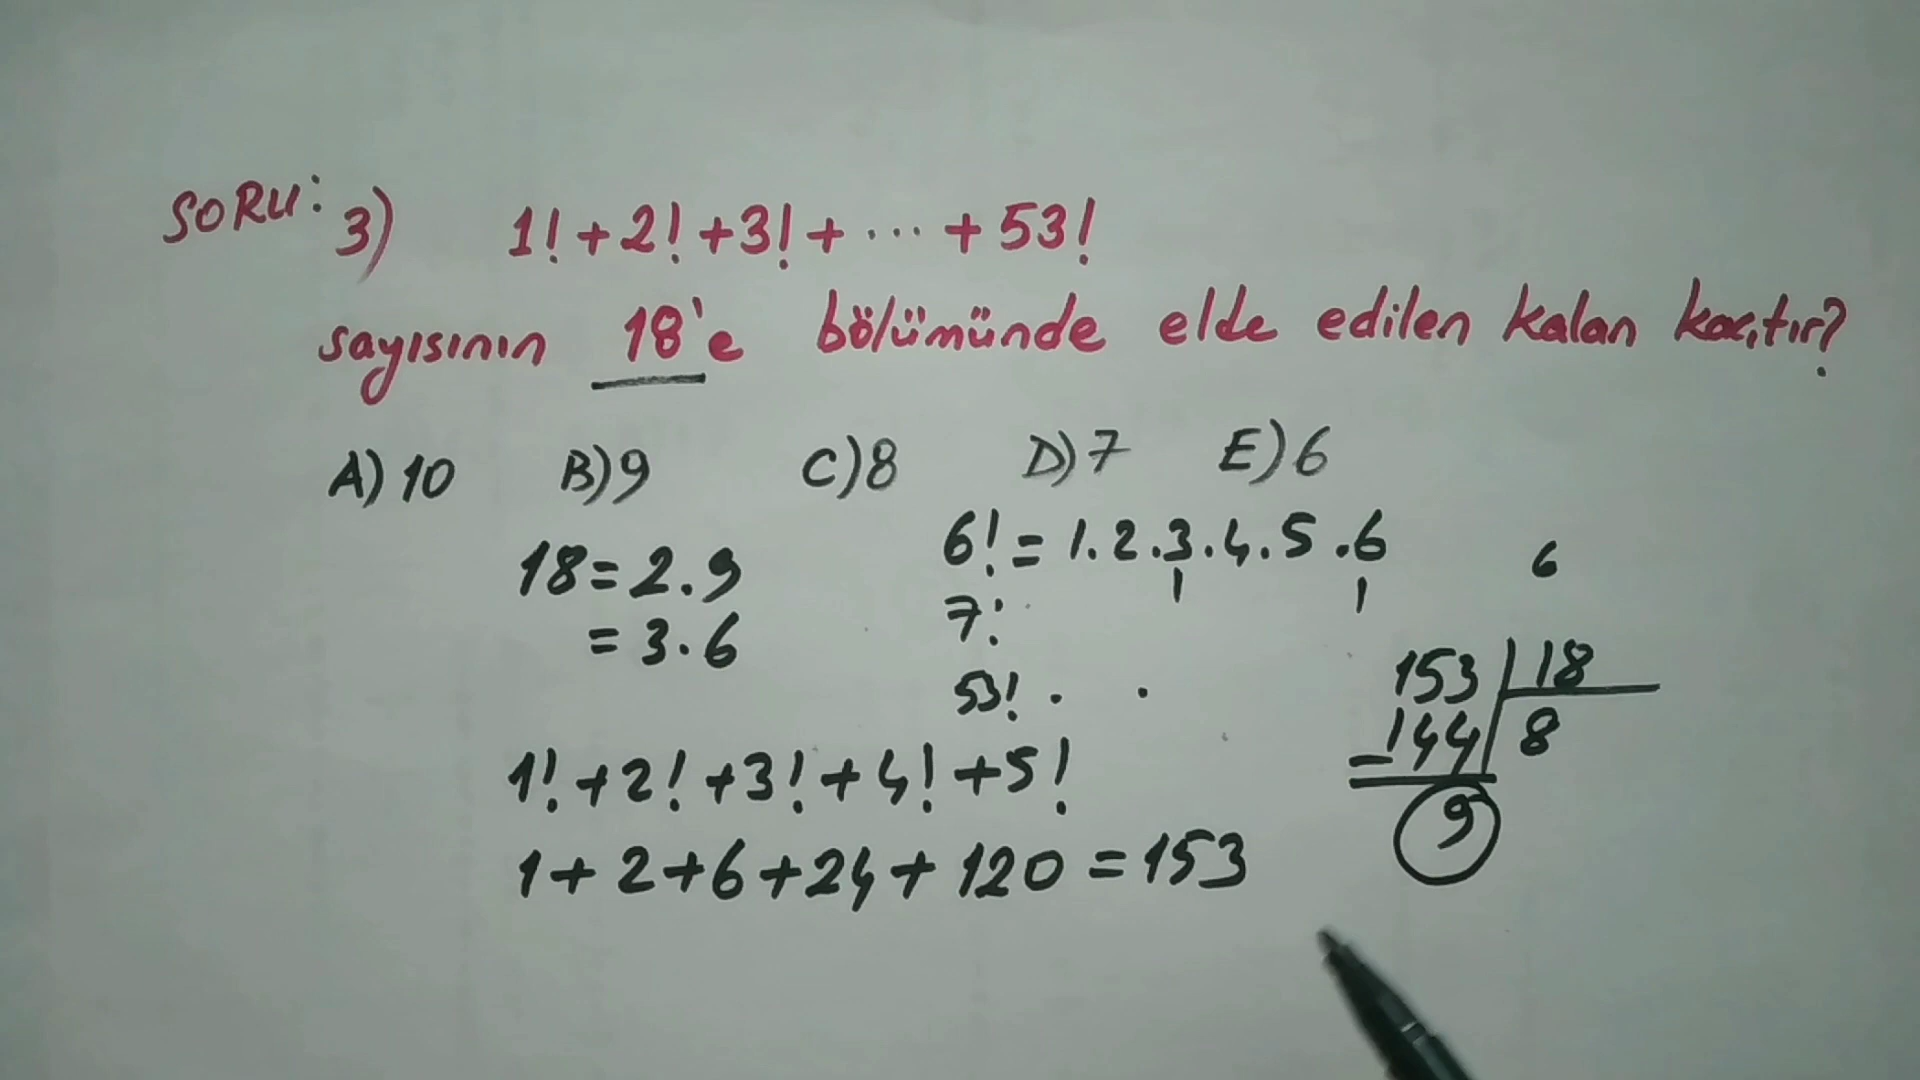 SORU: 3) 1! + 2! + 3! + ... + 53!
sayısının 18'e bölümünde elde edilen kalan kaçtır?
A) 10 B) 9 C) 8 D) 7 E) 6
18 = 2.9
= 3.6
6! = 1.2.3.4.5.6
7!
53! . .
6
153 | 18
- 144 8
9
1! + 2! + 3! + 4! + 5!
1 + 2 + 6 + 24 + 120 = 153